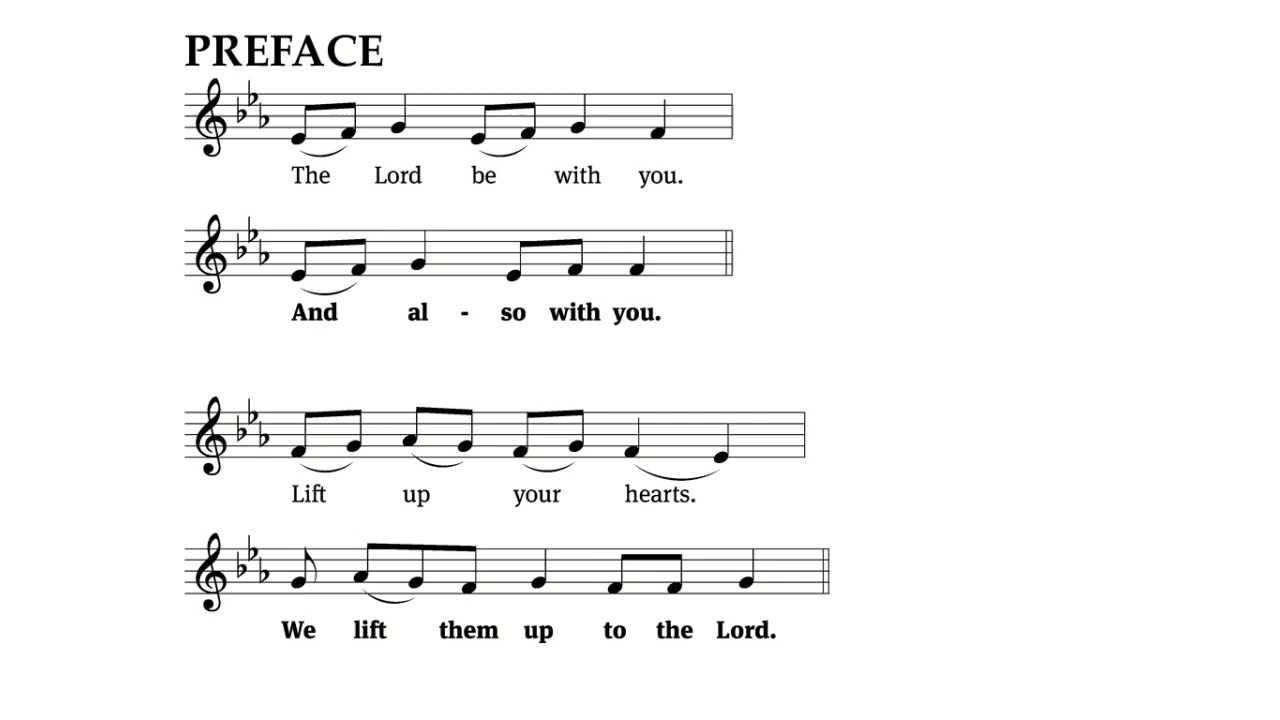 PREFACE
The Lord be with you.
And al - so with you.
Lift up your hearts.
We lift them up to the Lord.